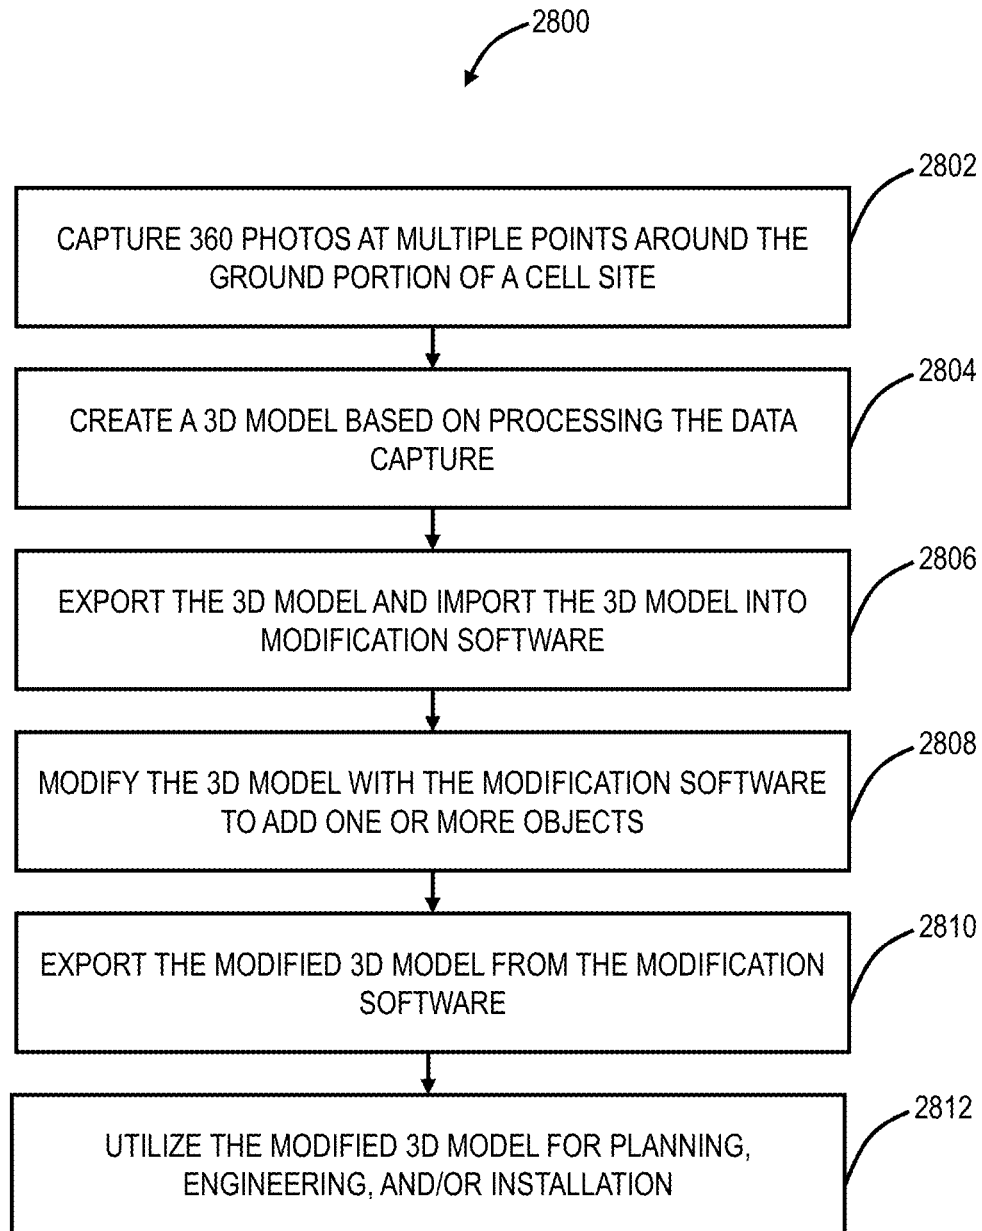 2800
2802
CAPTURE 360 PHOTOS AT MULTIPLE POINTS AROUND THE
GROUND PORTION OF A CELL SITE
2804
CREATE A 3D MODEL BASED ON PROCESSING THE DATA
CAPTURE
2806
EXPORT THE 3D MODEL AND IMPORT THE 3D MODEL INTO
MODIFICATION SOFTWARE
2808
MODIFY THE 3D MODEL WITH THE MODIFICATION SOFTWARE
TO ADD ONE OR MORE OBJECTS
2810
EXPORT THE MODIFIED 3D MODEL FROM THE MODIFICATION
SOFTWARE
2812
UTILIZE THE MODIFIED 3D MODEL FOR PLANNING,
ENGINEERING, AND/OR INSTALLATION